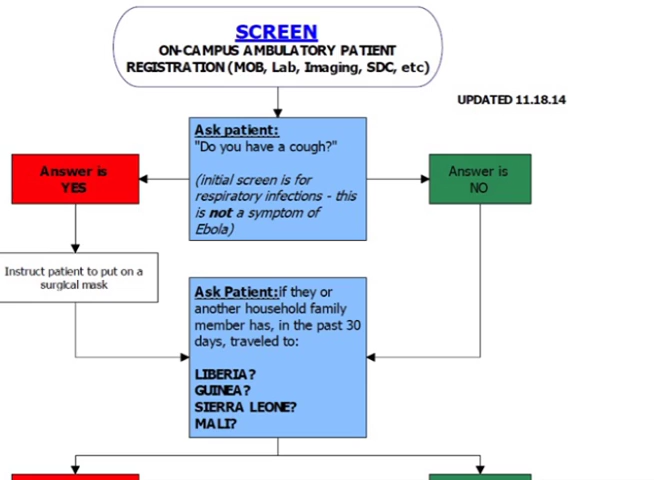 SCREEN
ON-CAMPUS AMBULATORY PATIENT
REGISTRATION (MOB, Lab, Imaging, SDC, etc)
UPDATED 11.18.14
Ask patient:
"Do you have a cough?"
(initial screen is for
respiratory infections - this
is not a symptom of
Ebola)
Answer is
YES
Answer is
NO
Instruct patient to put on a
surgical mask
Ask Patient:if they or
another household family
member has, in the past 30
days, traveled to:
LIBERIA?
GUINEA?
SIERRA LEONE?
MALI?